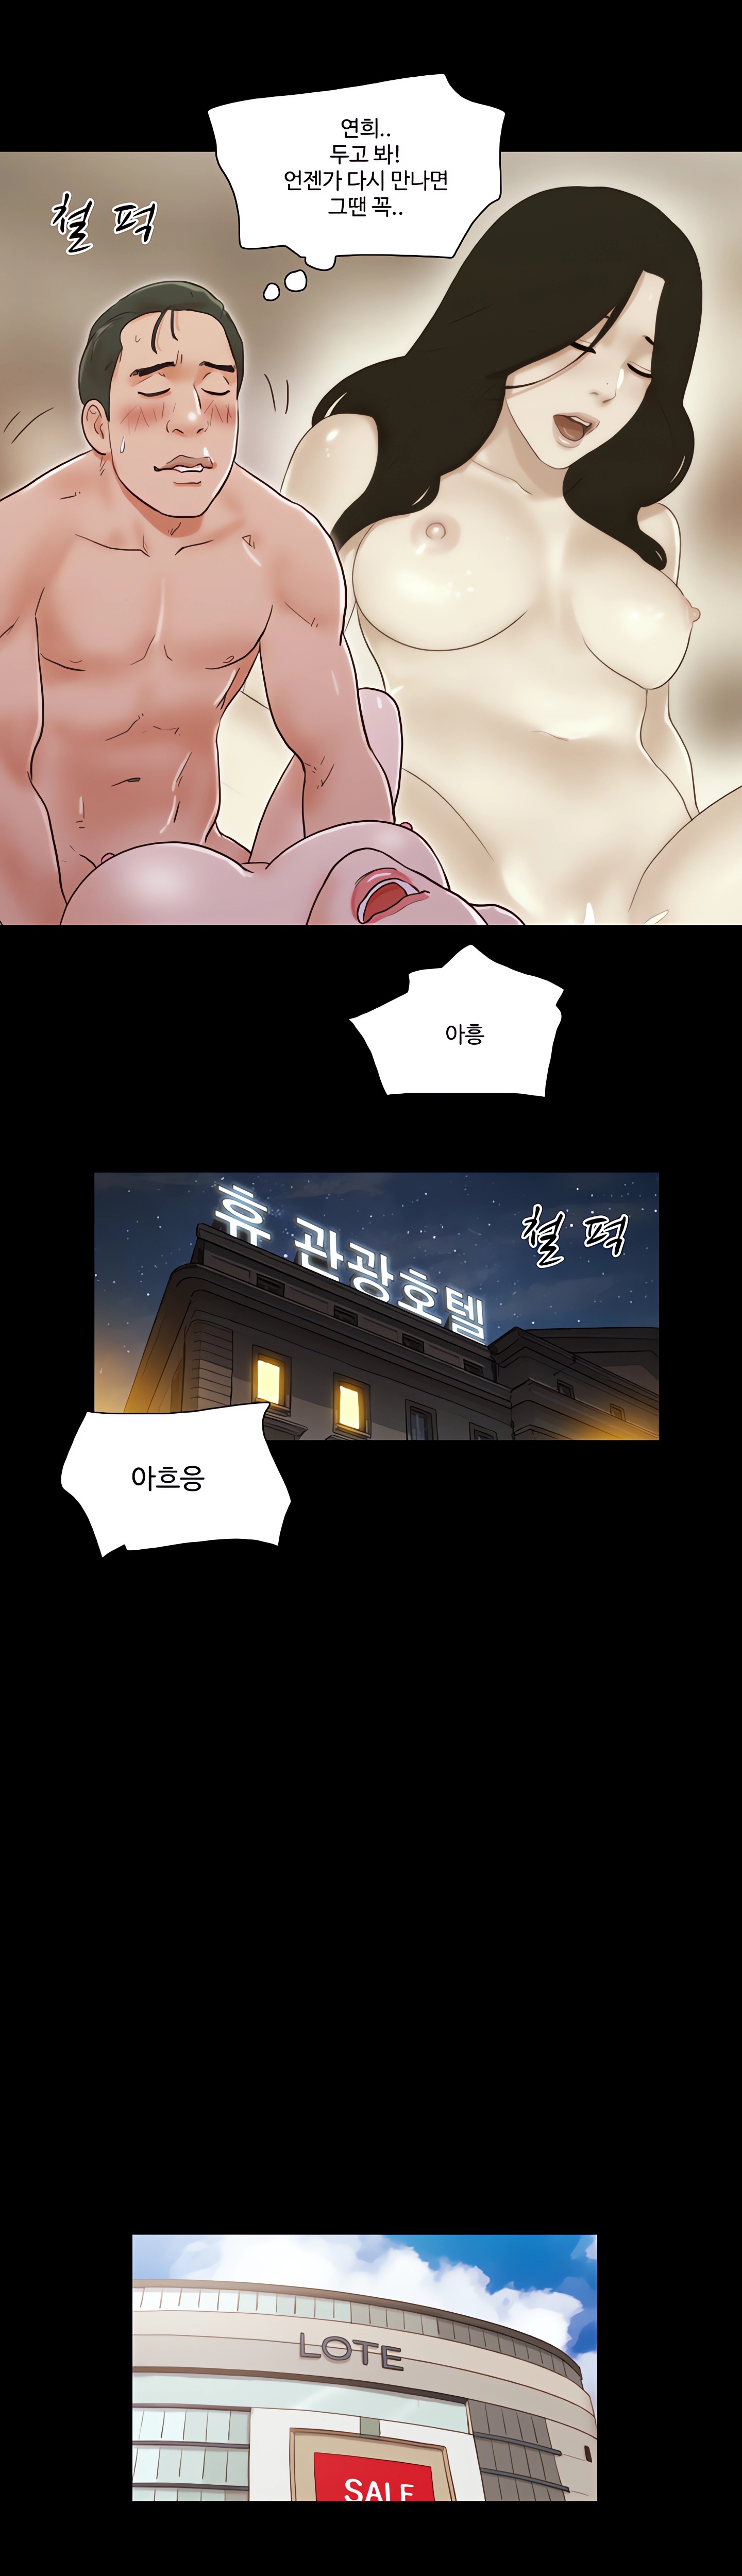 연희..
두고 봐!
언젠가 다시 만나면
그땐 꼭..
철 퍽
아흥
휴 관광호텔
철 퍽
아흐응
LOTE
SALE